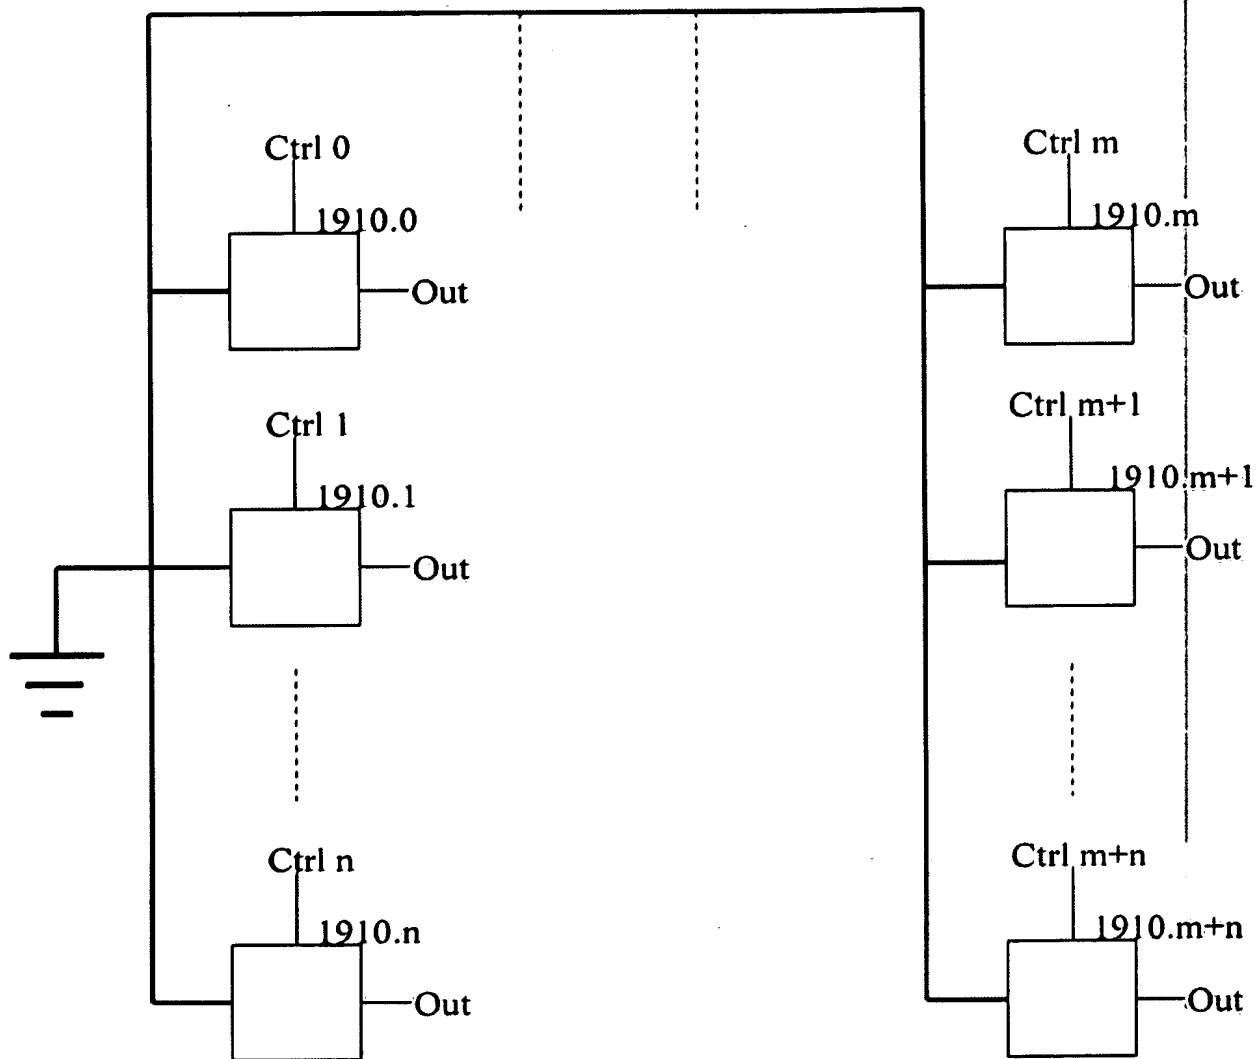 Ctrl 0
1910.0
Out
Ctrl m
1910.m
Out
Ctrl 1
1910.1
Out
Ctrl m+1
1910.m+1
Out
Ctrl n
1910.n
Out
Ctrl m+n
1910.m+n
Out